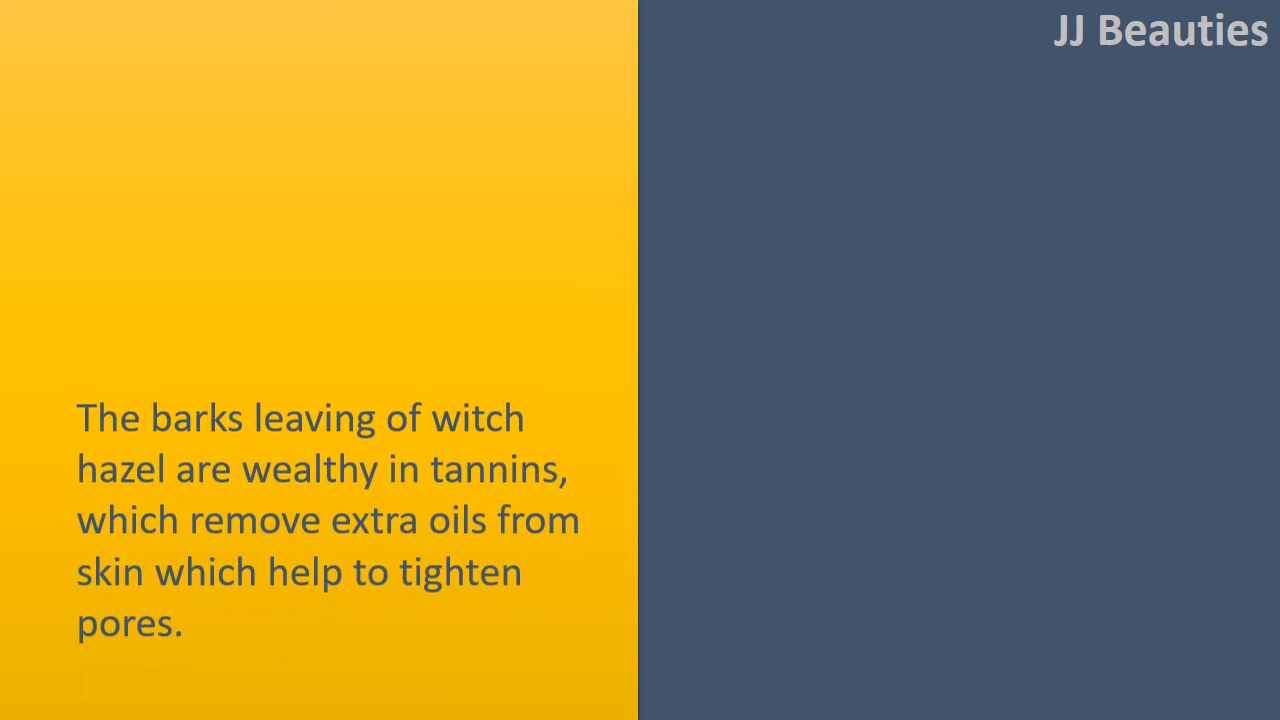 JJ Beauties
The barks leaving of witch
hazel are wealthy in tannins,
which remove extra oils from
skin which help to tighten
pores.